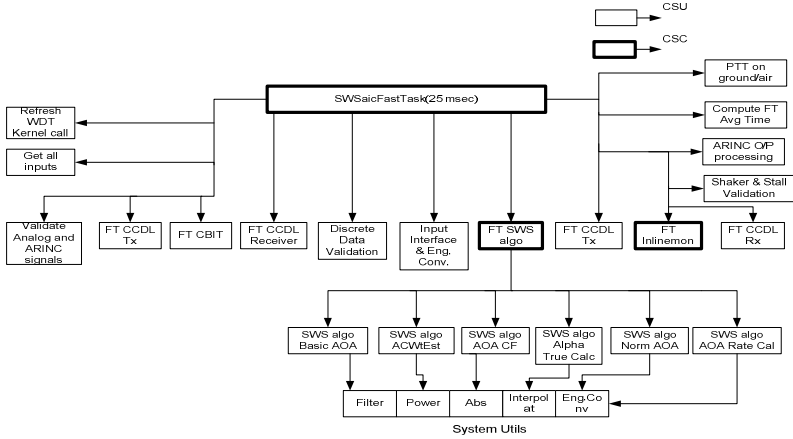 CSU
CSC
SWSaicFastTask(25 msec)
PTT on
ground/air
Refresh
WDT
Kernel call
Compute FT
Avg Time
Get all
inputs
ARINC O/P
processing
Shaker & Stall
Validation
Validate
Analog and
ARINC
signals
FT CCDL
Tx
FT CBIT
FT CCDL
Receiver
Discrete
Data
Validation
Input
Interface
& Eng.
Conv.
FT SWS
algo
FT CCDL
Tx
FT
Inlinemon
FT CCDL
Rx
SWS algo
Basic AOA
SWS algo
ACWtEst
SWS algo
AOA CF
SWS algo
Alpha
True Calc
SWS algo
Norm AOA
SWS algo
AOA Rate Cal
Filter
Power
Abs
Interpol
at
Eng.Co
nv
System Utils